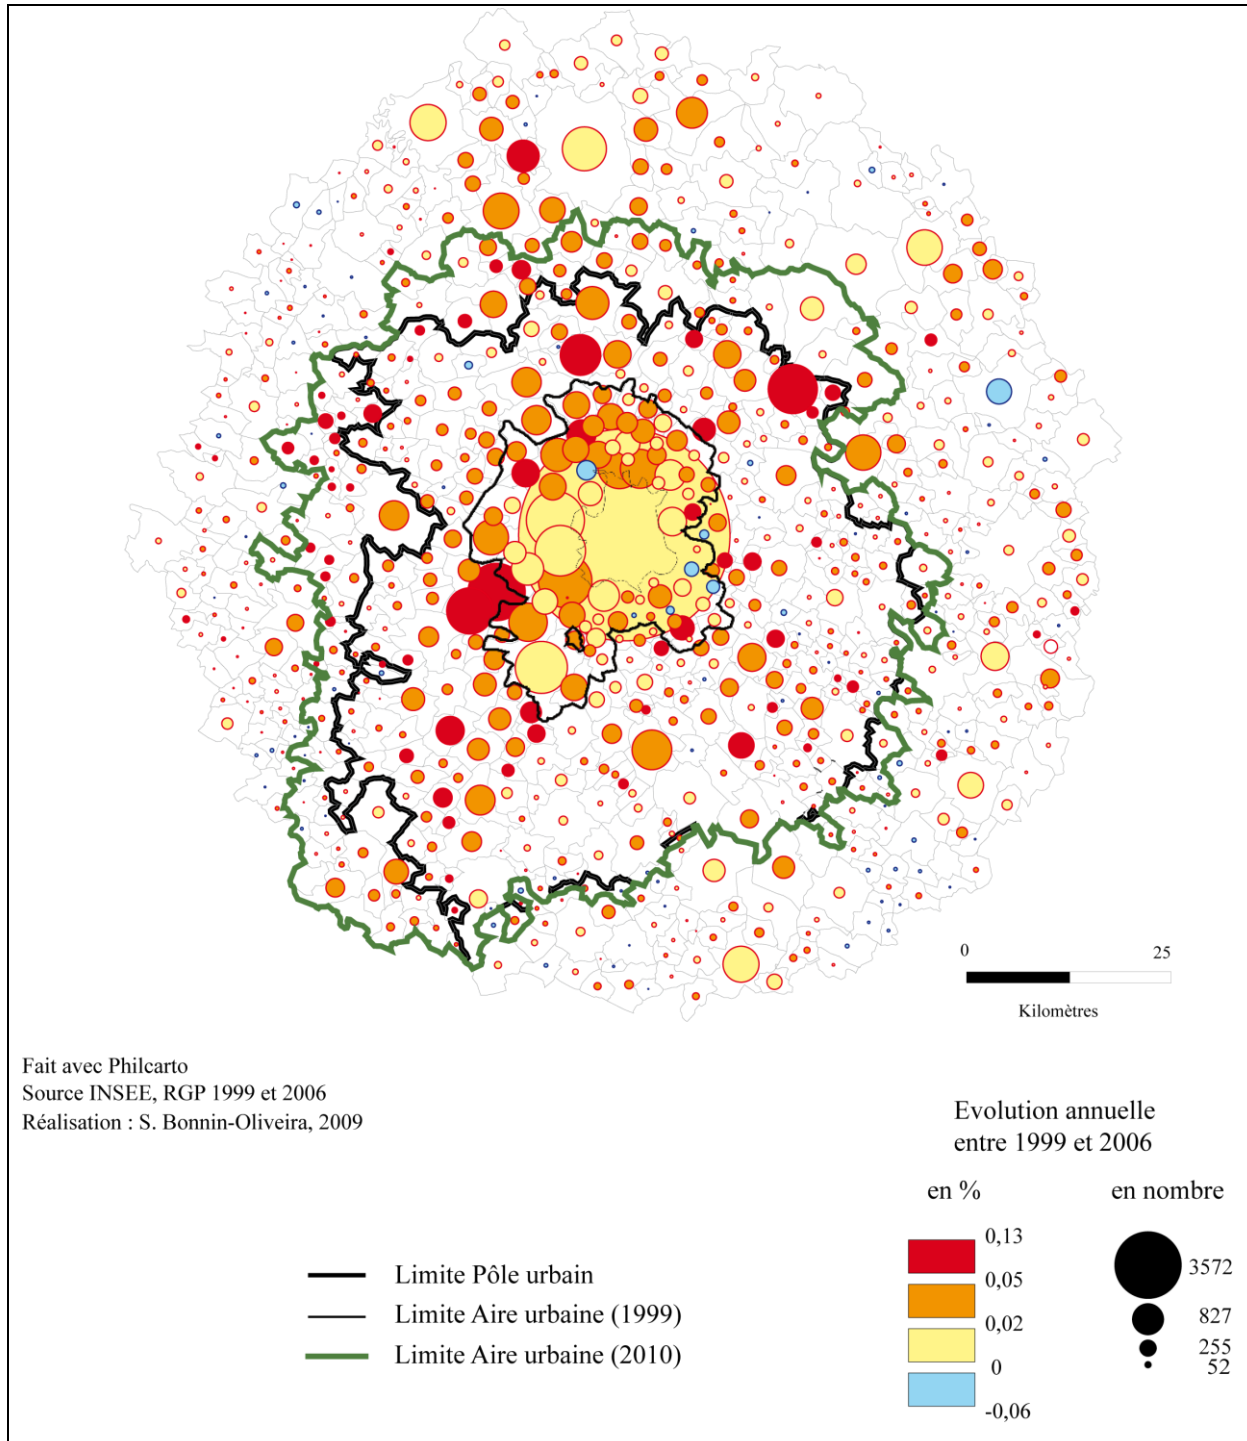 0 25
Kilomètres
Fait avec Philcarto
Source INSEE, RGP 1999 et 2006
Réalisation : S. Bonnin-Oliveira, 2009
Evolution annuelle
entre 1999 et 2006
en % en nombre
0,13
0,05
0,02
0
-0,06
3572
827
255
52
Limite Pôle urbain
Limite Aire urbaine (1999)
Limite Aire urbaine (2010)